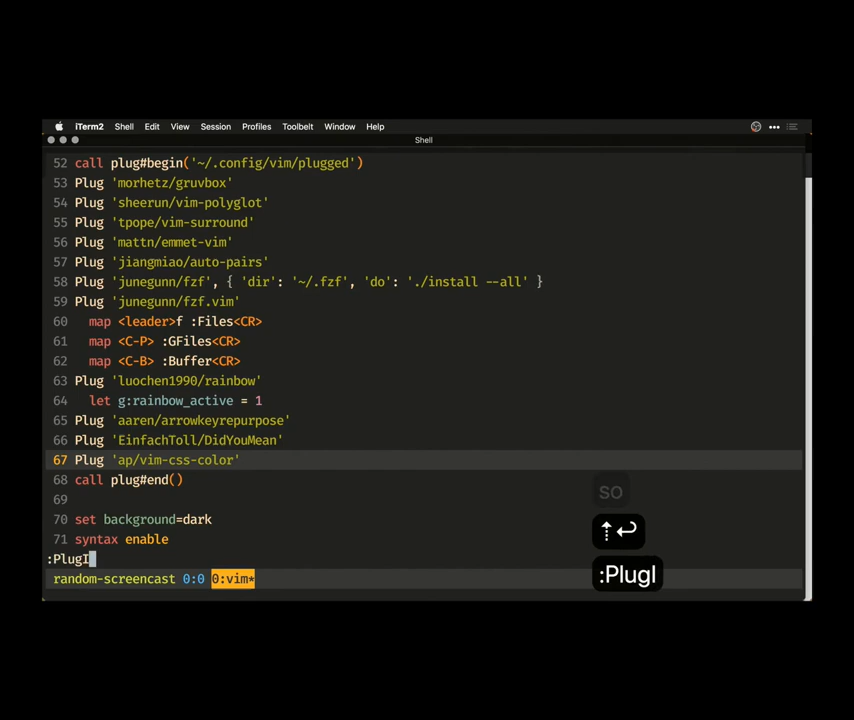 iTerm2 Shell Edit View Session Profiles Toolbelt Window Help
Shell
52 call plug#begin('~/.config/vim/plugged')
53 Plug 'morhetz/gruvbox'
54 Plug 'sheerun/vim-polyglot'
55 Plug 'tpope/vim-surround'
56 Plug 'mattn/emmet-vim'
57 Plug 'jiangmiao/auto-pairs'
58 Plug 'junegunn/fzf', { 'dir': '~/.fzf', 'do': './install --all' }
59 Plug 'junegunn/fzf.vim'
60   map <leader>f :Files<CR>
61   map <C-P> :GFiles<CR>
62   map <C-B> :Buffer<CR>
63 Plug 'luochen1990/rainbow'
64   let g:rainbow_active = 1
65 Plug 'aaren/arrowkeyrepurpose'
66 Plug 'EinfachToll/DidYouMean'
67 Plug 'ap/vim-css-color'
68 call plug#end()
69
70 set background=dark
71 syntax enable
:PlugI
random-screencast 0:0 0:vim*
so
⇡↩
:PlugI